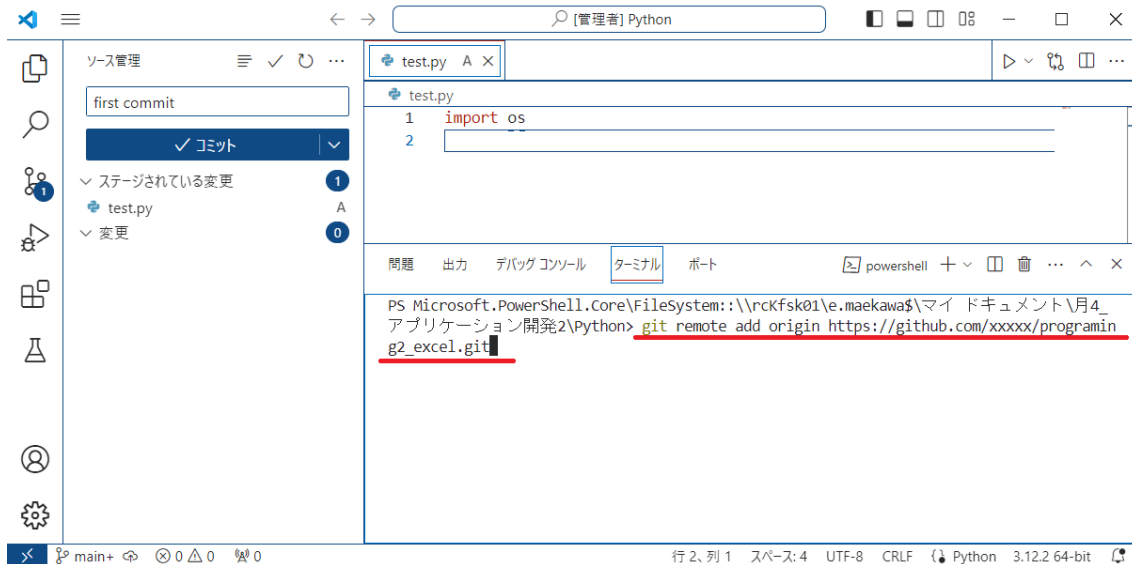 [管理者] Python
ソース管理
first commit
コミット
ステージされている変更 1
test.py A
変更 0
1
test.py A
test.py
1 import os
2
問題 出力 デバッグ コンソール ターミナル ポート powershell
PS Microsoft.PowerShell.Core\FileSystem::\\rcKfsk01\e.maekawa$\マイ ドキュメント\月4_
アプリケーション開発2\Python> git remote add origin https://github.com/xxxxx/programin
g2_excel.git
main+ 0 0 0 行 2、列 1 スペース: 4 UTF-8 CRLF Python 3.12.2 64-bit